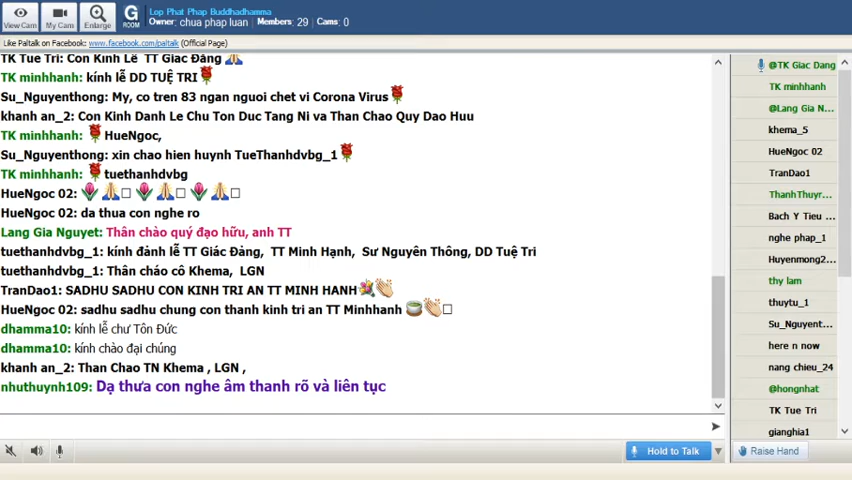 View Cam
My Cam
Enlarge
G
ROOM
Lop Phat Phap Buddhadhamma
Owner: chua phap luan Members: 29 Cams: 0
Like Paltalk on Facebook: www.facebook.com/paltalk (Official Page)
TK Tue Tri: Con Kinh Lễ TT Giác Đẳng
TK minhhanh: kính lễ DD TUỆ TRI
Su_Nguyenthong: My, co tren 83 ngan nguoi chet vi Corona Virus
khanh an_2: Con Kinh Danh Le Chu Ton Duc Tang Ni va Than Chao Quy Dao Huu
TK minhhanh: HueNgoc,
Su_Nguyenthong: xin chao hien huynh TueThanhdvbg_1
TK minhhanh: tuethanhdvbg
HueNgoc 02:
HueNgoc 02: da thua con nghe ro
Lang Gia Nguyet: Thân chào quý đạo hữu, anh TT
tuethanhdvbg_1: kính đảnh lễ TT Giác Đẳng, TT Minh Hạnh, Sư Nguyên Thông, DD Tuệ Tri
tuethanhdvbg_1: Thân cháo cô Khema, LGN
TranDao1: SADHU SADHU CON KINH TRI AN TT MINH HANH
HueNgoc 02: sadhu sadhu chung con thanh kinh tri an TT Minhhanh
dhamma10: kính lễ chư Tôn Đức
dhamma10: kính chào đại chúng
khanh an_2: Than Chao TN Khema , LGN ,
nhuthuynh109: Dạ thưa con nghe âm thanh rõ và liên tục
Hold to Talk
@TK Giac Dang
TK minhhanh
@Lang Gia N...
khema_5
HueNgoc 02
TranDao1
ThanhThuyr...
Bach Y Tieu ...
nghe phap_1
Huyenmong2...
thy lam
thuytu_1
Su_Nguyent...
here n now
nang chieu_24
@hongnhat
TK Tue Tri
gianghia1
Raise Hand